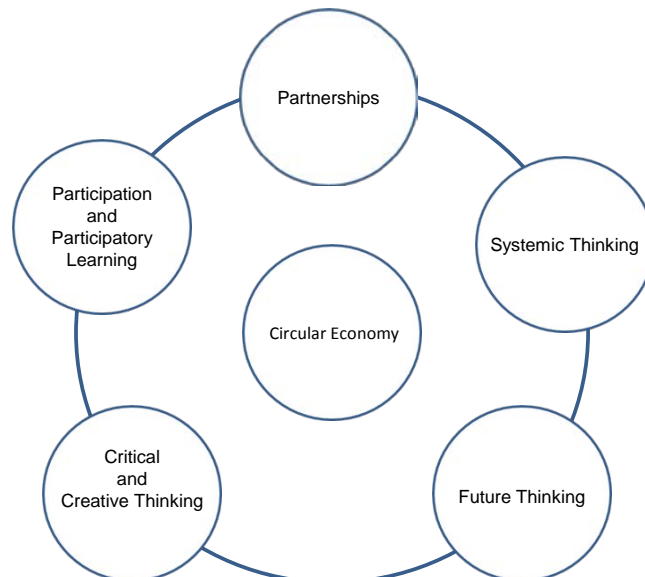 Partnerships
Participation
and
Participatory
Learning
Systemic Thinking
Circular Economy
Critical
and
Creative Thinking
Future Thinking